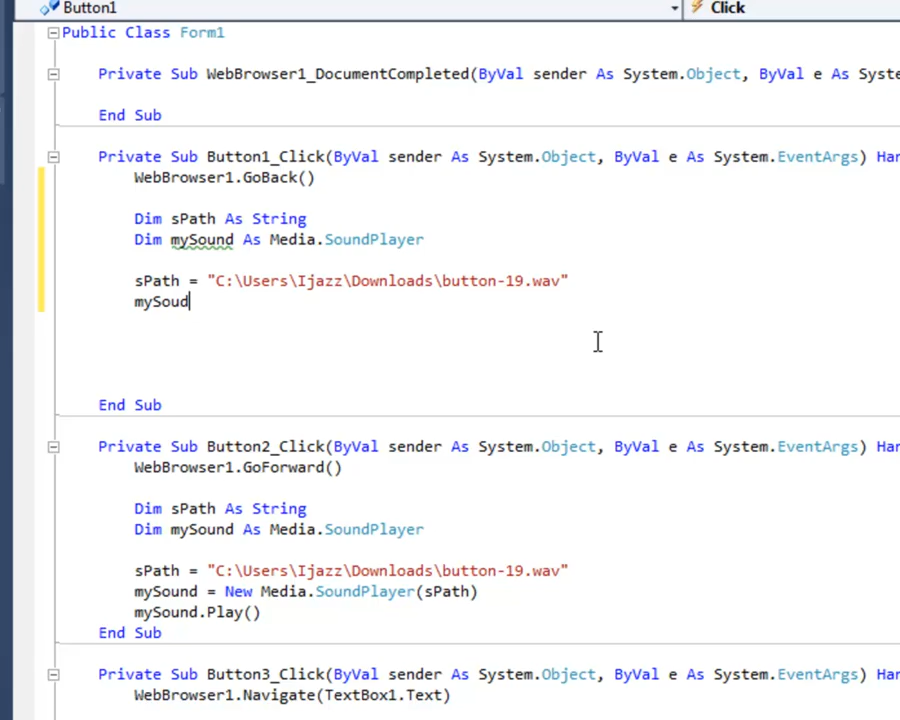 Button1 Click
Public Class Form1
Private Sub WebBrowser1_DocumentCompleted(ByVal sender As System.Object, ByVal e As Syste
End Sub
Private Sub Button1_Click(ByVal sender As System.Object, ByVal e As System.EventArgs) Han
WebBrowser1.GoBack()
Dim sPath As String
Dim mySound As Media.SoundPlayer
sPath = "C:\Users\Ijazz\Downloads\button-19.wav"
mySoud
End Sub
Private Sub Button2_Click(ByVal sender As System.Object, ByVal e As System.EventArgs) Han
WebBrowser1.GoForward()
Dim sPath As String
Dim mySound As Media.SoundPlayer
sPath = "C:\Users\Ijazz\Downloads\button-19.wav"
mySound = New Media.SoundPlayer(sPath)
mySound.Play()
End Sub
Private Sub Button3_Click(ByVal sender As System.Object, ByVal e As System.EventArgs) Han
WebBrowser1.Navigate(TextBox1.Text)